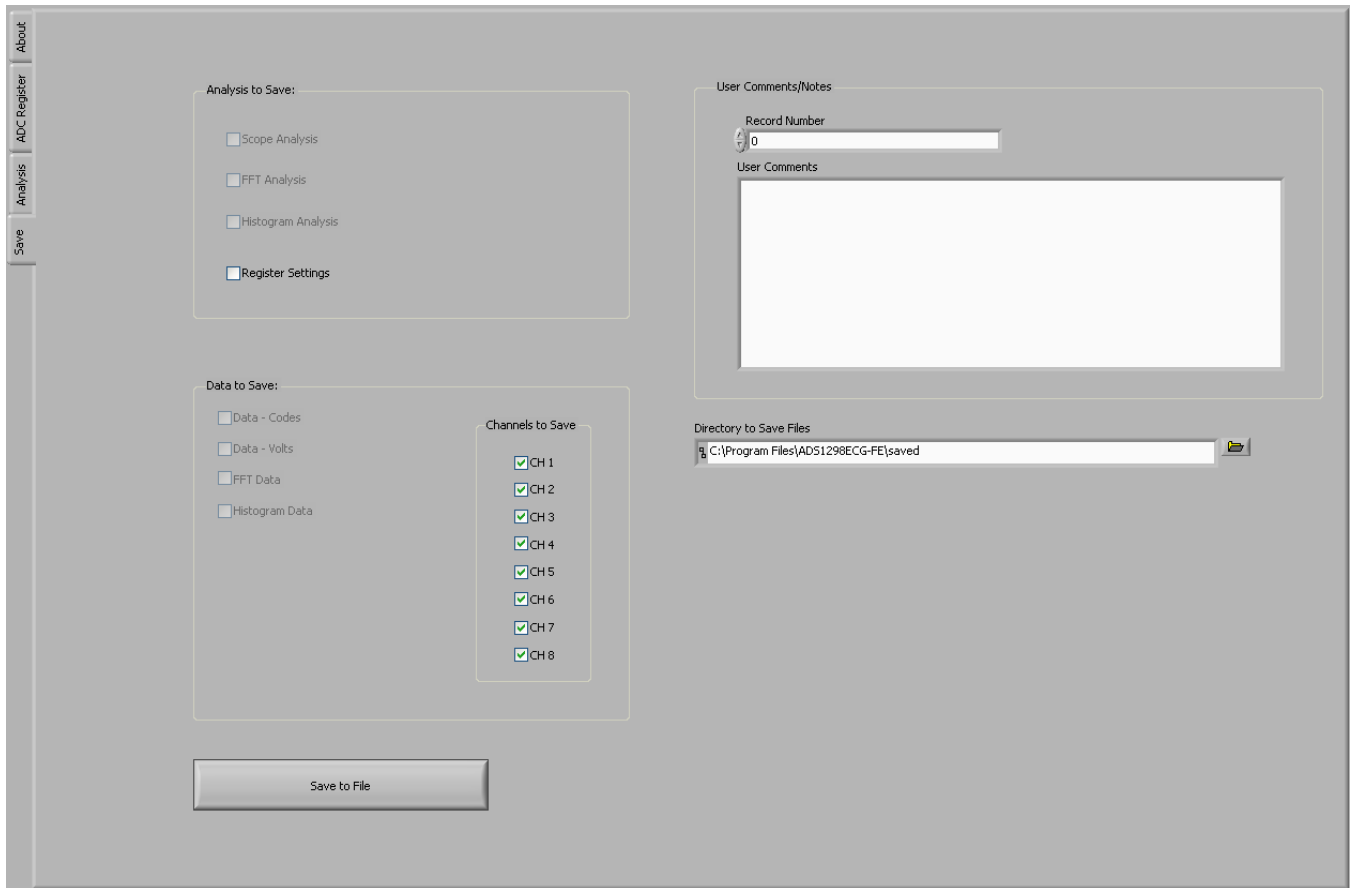 About
ADC Register
Analysis
Save
Analysis to Save:
Scope Analysis
FFT Analysis
Histogram Analysis
Register Settings
Data to Save:
Data - Codes
Data - Volts
FFT Data
Histogram Data
Channels to Save
CH 1
CH 2
CH 3
CH 4
CH 5
CH 6
CH 7
CH 8
Save to File
User Comments/Notes
Record Number
0
User Comments
Directory to Save Files
C:\Program Files\ADS1298ECG-FE\saved